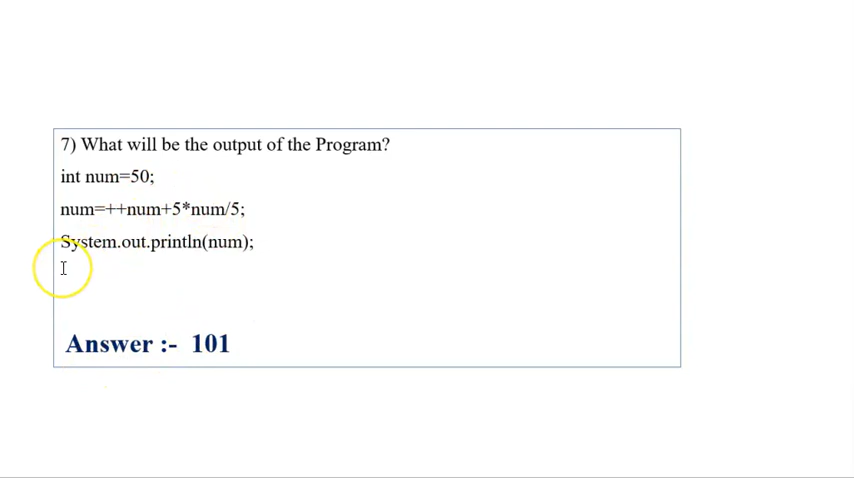 7) What will be the output of the Program?
int num=50;
num=++num+5*num/5;
System.out.println(num);
Answer :-  101